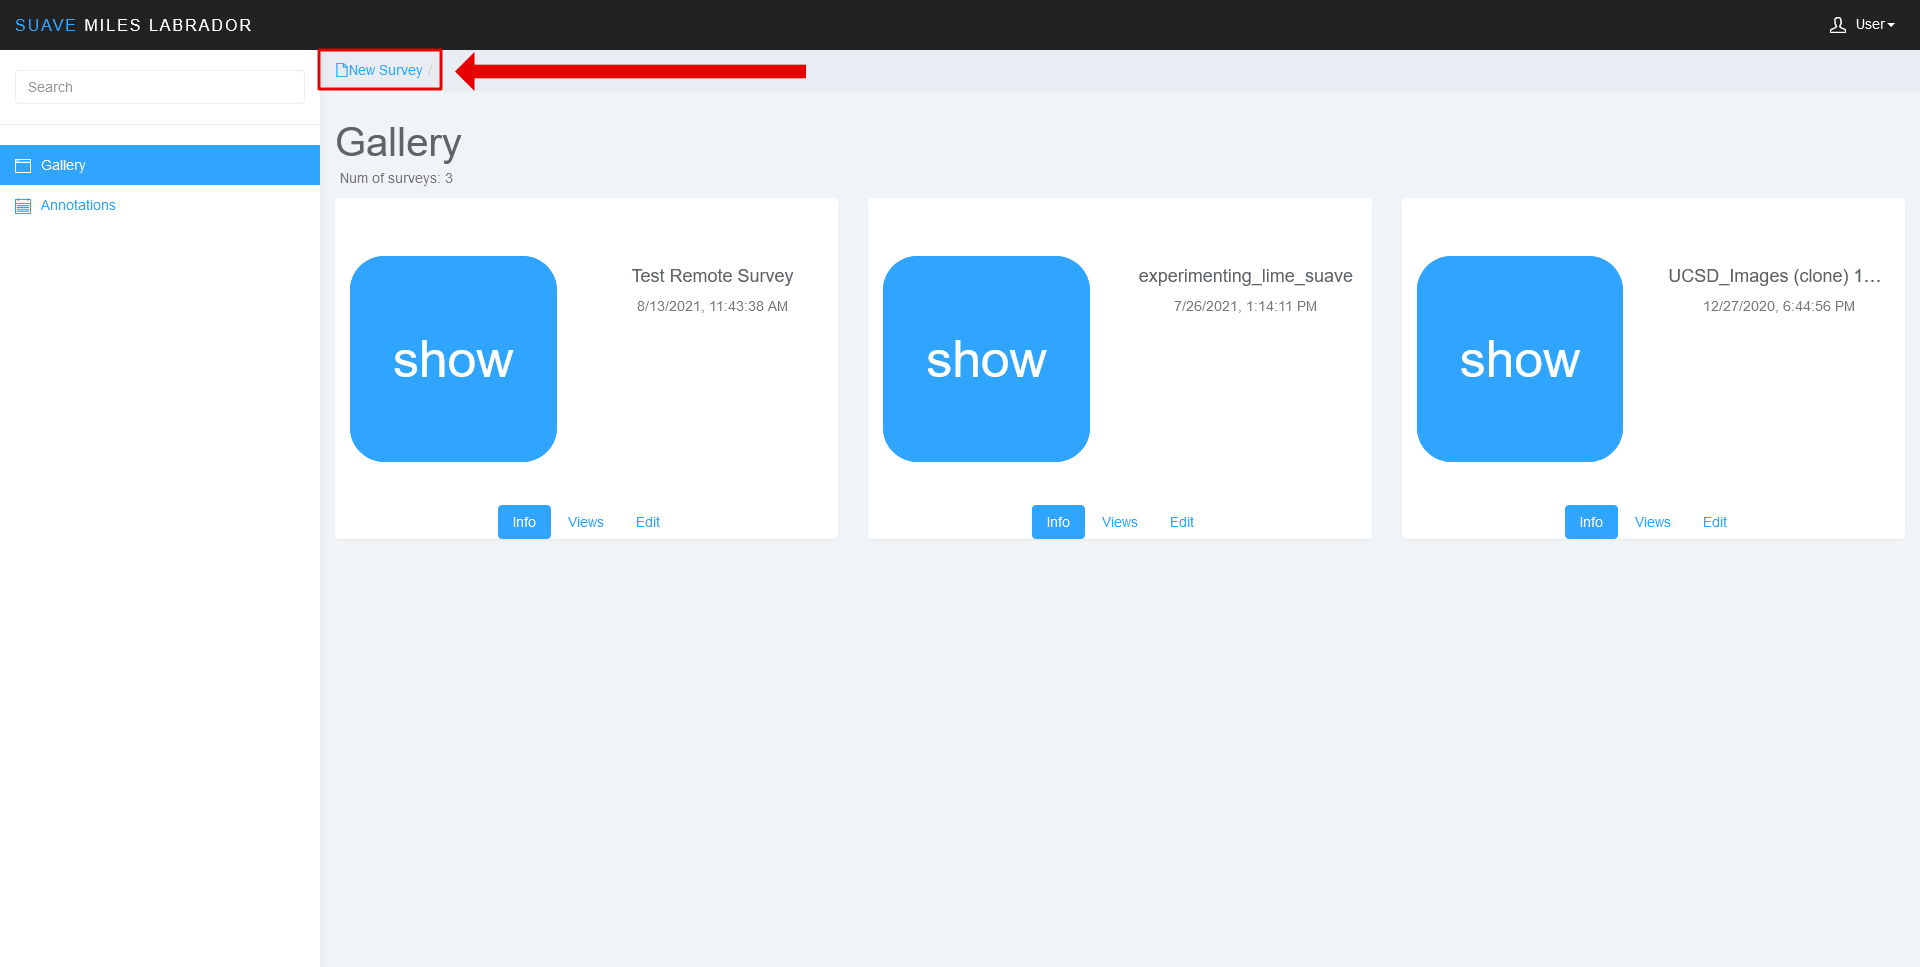 SUAVE MILES LABRADOR
User
Search
New Survey /
Gallery
Annotations
Gallery
Num of surveys: 3
show
Test Remote Survey
8/13/2021, 11:43:38 AM
Info Views Edit
show
experimenting_lime_suave
7/26/2021, 1:14:11 PM
Info Views Edit
show
UCSD_Images (clone) 1...
12/27/2020, 6:44:56 PM
Info Views Edit